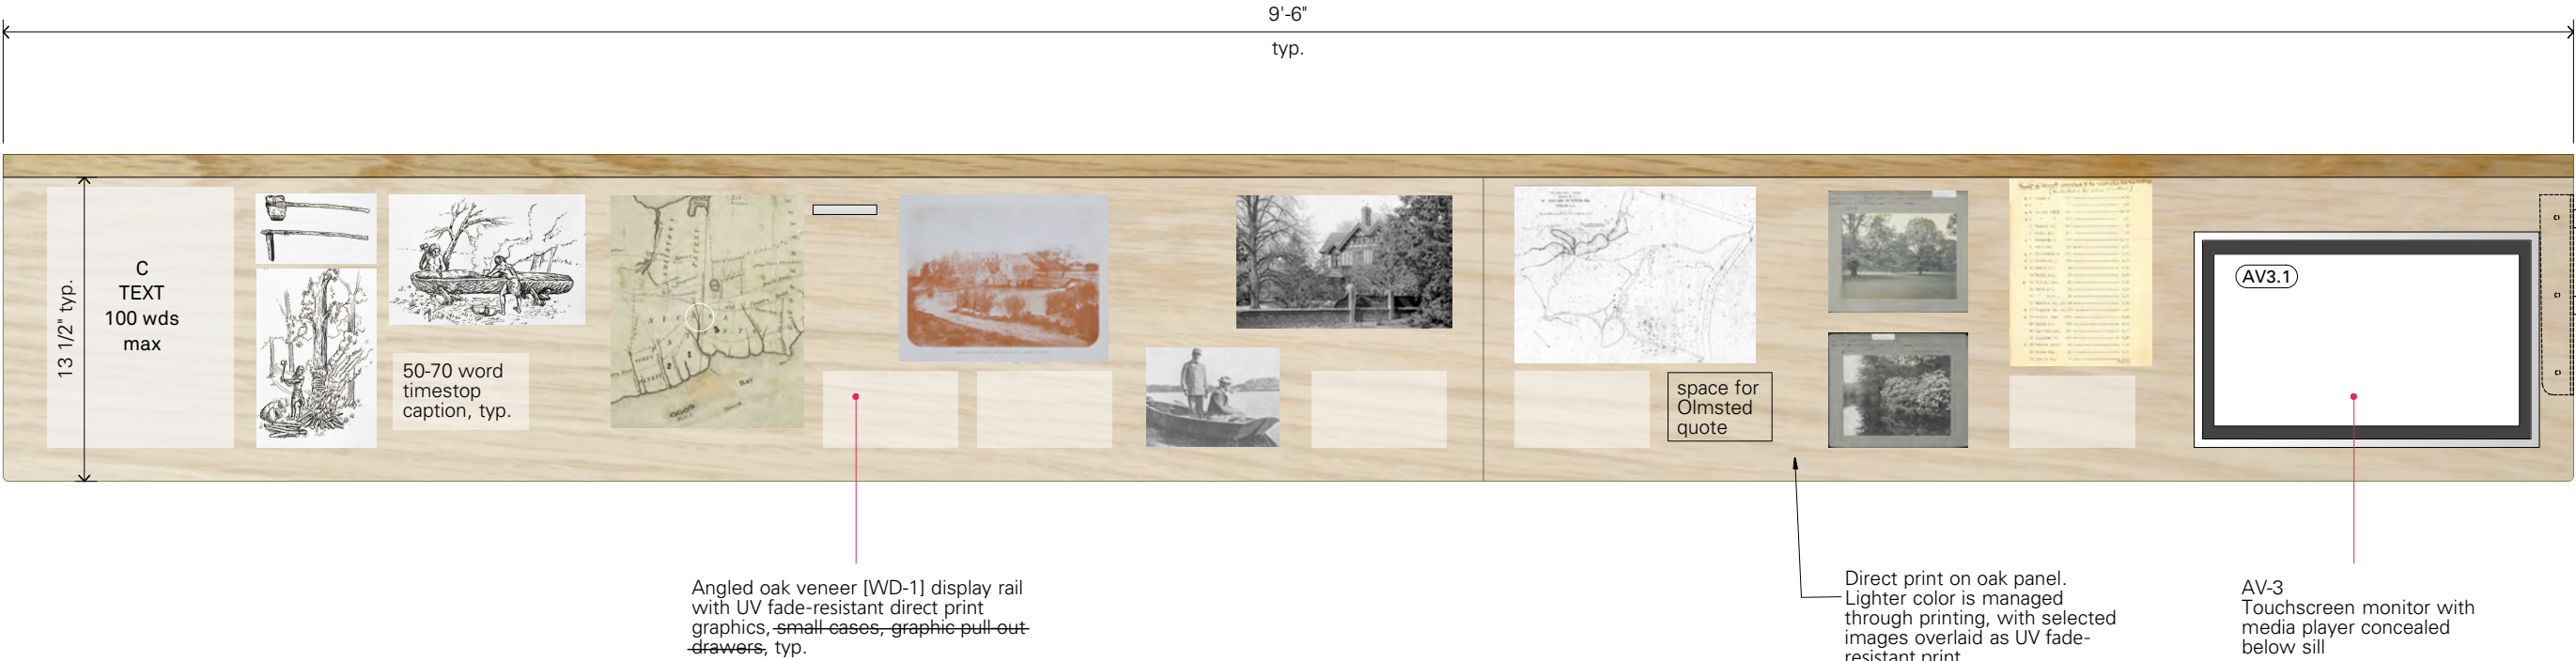 9'-6"
typ.
13 1/2" typ.
C
TEXT
100 wds
max
50-70 word
timestop
caption, typ.
Bay
space for
Olmsted
quote
AV3.1
Angled oak veneer [WD-1] display rail
with UV fade-resistant direct print
graphics, small cases, graphic pull out
drawers, typ.
Direct print on oak panel.
Lighter color is managed
through printing, with selected
images overlaid as UV fade-
resistant print
AV-3
Touchscreen monitor with
media player concealed
below sill